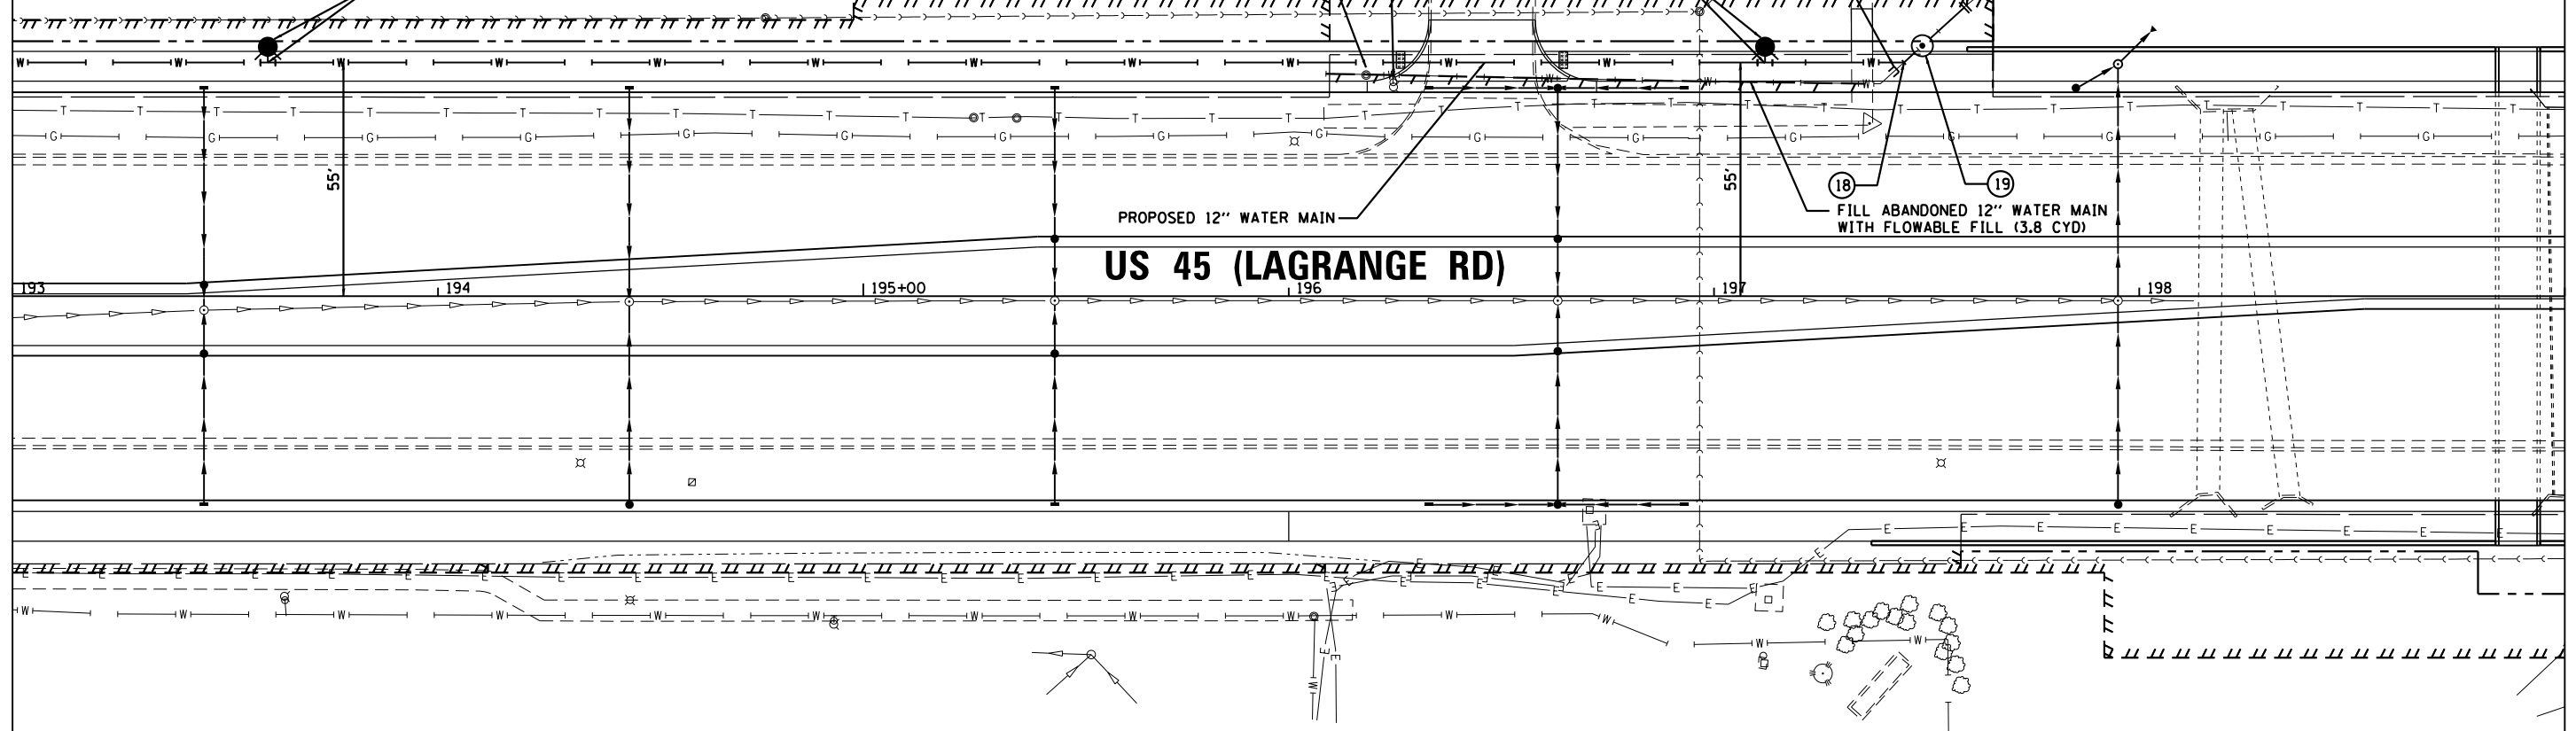 55'
55'
18
19
PROPOSED 12" WATER MAIN
FILL ABANDONED 12" WATER MAIN
WITH FLOWABLE FILL (3.8 CYD)
US 45 (LAGRANGE RD)
193
194
195+00
196
197
198
W W W W W W W W W W W W
T T T T T T T T T T T T T T T T T T T T T T T T T T T T T T T T T
G G G G G G G G G G G G G G G G
E E E E E E E E E E E E E E E E E E E E E E E E E E E E E E
W W W W W W W W W W W W W W